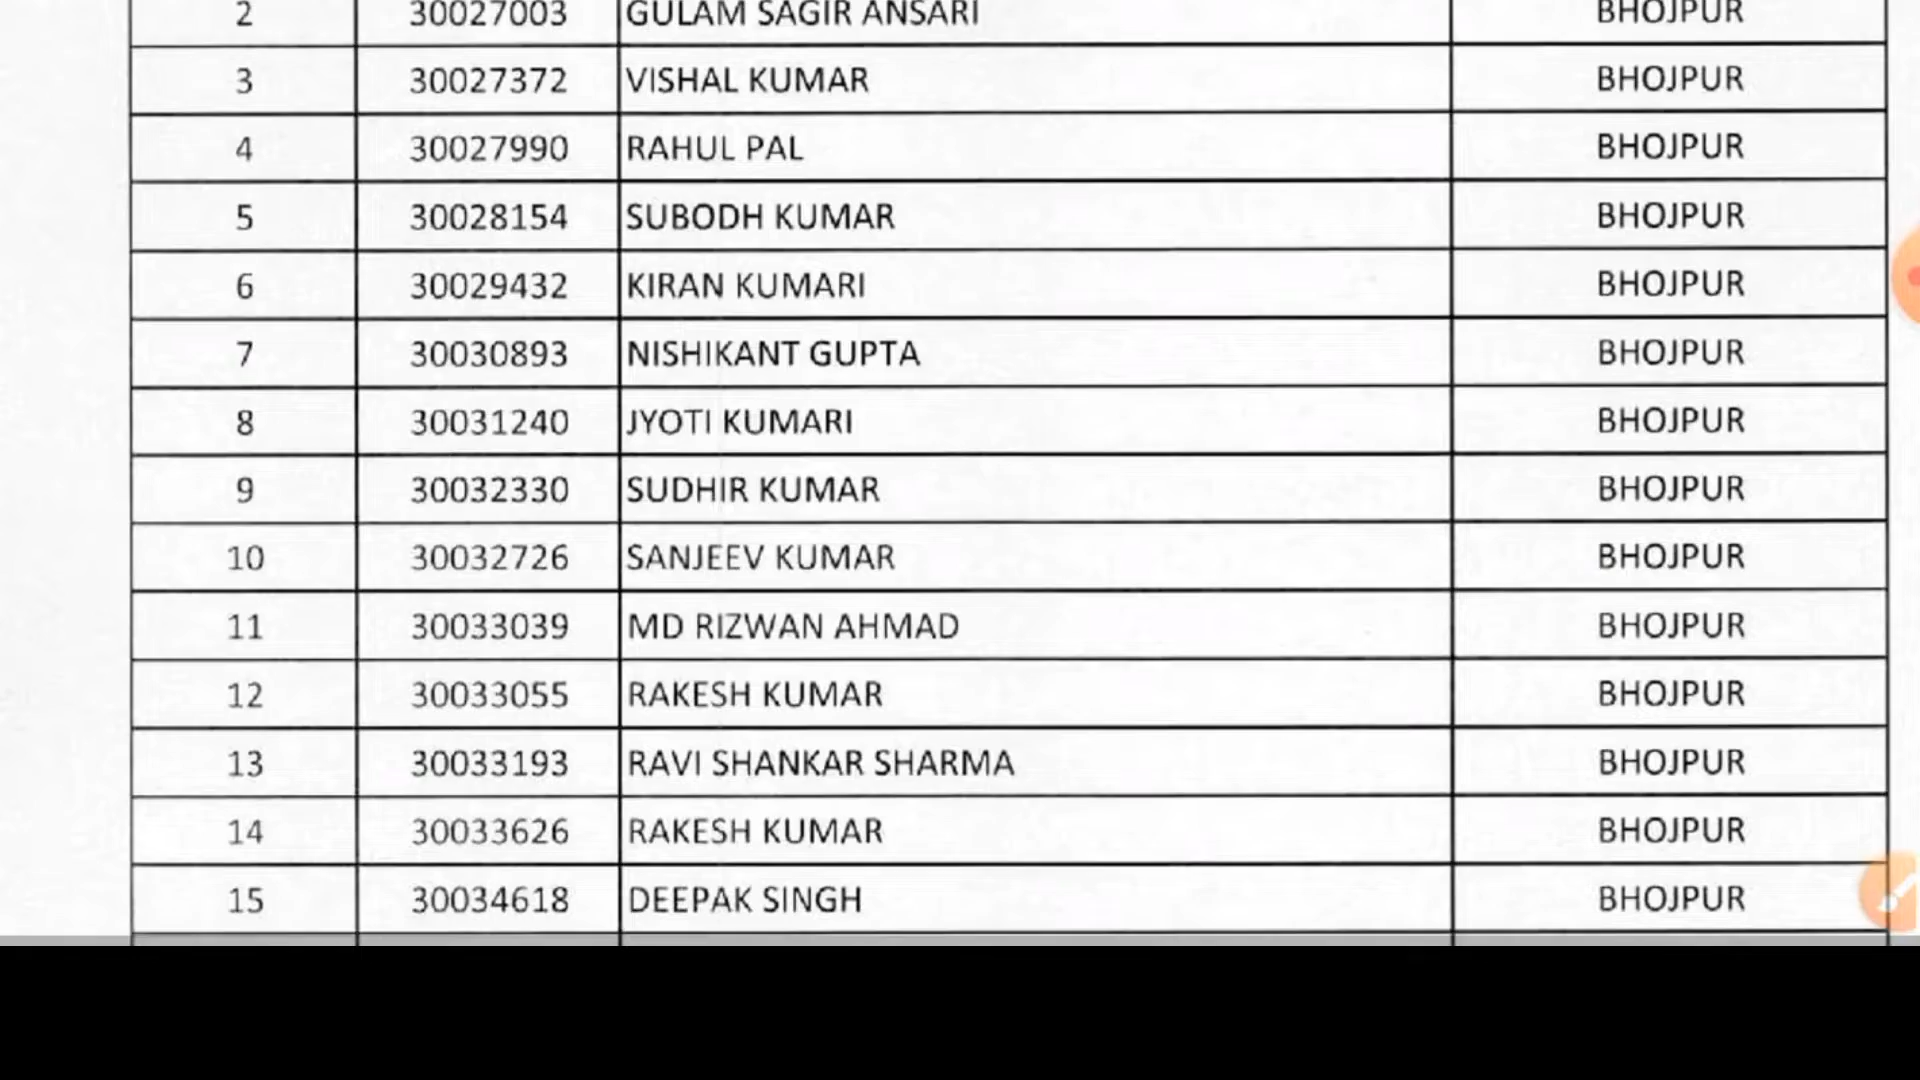 2 30027003 GULAM SAGIR ANSARI BHOJPUR
3 30027372 VISHAL KUMAR BHOJPUR
4 30027990 RAHUL PAL BHOJPUR
5 30028154 SUBODH KUMAR BHOJPUR
6 30029432 KIRAN KUMARI BHOJPUR
7 30030893 NISHIKANT GUPTA BHOJPUR
8 30031240 JYOTI KUMARI BHOJPUR
9 30032330 SUDHIR KUMAR BHOJPUR
10 30032726 SANJEEV KUMAR BHOJPUR
11 30033039 MD RIZWAN AHMAD BHOJPUR
12 30033055 RAKESH KUMAR BHOJPUR
13 30033193 RAVI SHANKAR SHARMA BHOJPUR
14 30033626 RAKESH KUMAR BHOJPUR
15 30034618 DEEPAK SINGH BHOJPUR